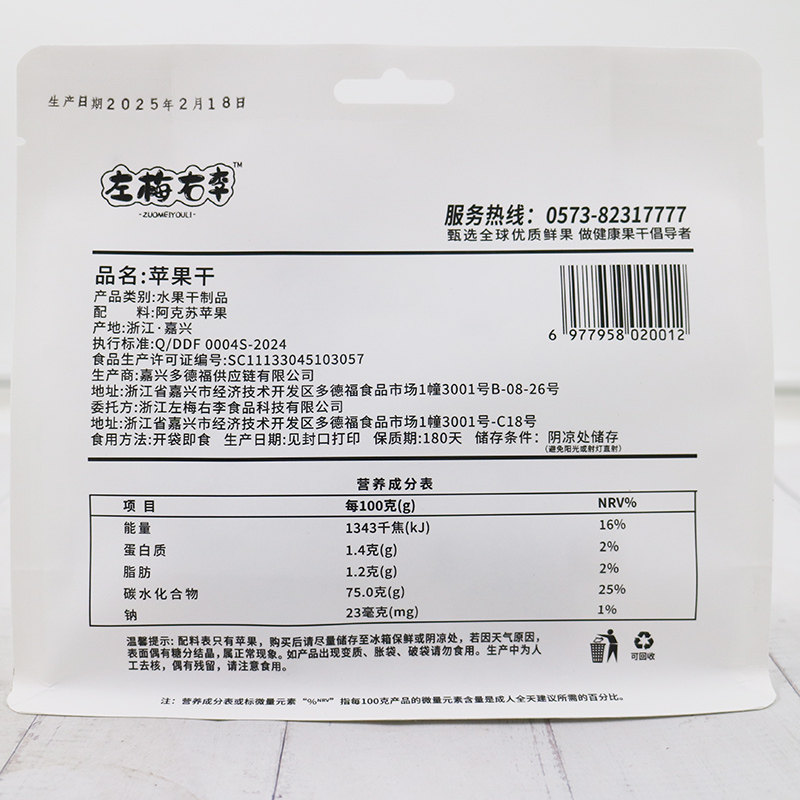 生产日期2025年2月18日
左梅右李™
-ZUOMEIYOULI-
服务热线：0573-82317777
甄选全球优质鲜果 做健康果干倡导者
品名:苹果干
产品类别:水果干制品
配 料:阿克苏苹果
产地:浙江·嘉兴
执行标准:Q/DDF 0004S-2024
食品生产许可证编号:SC11133045103057
生产商:嘉兴多德福供应链有限公司
地址:浙江省嘉兴市经济技术开发区多德福食品市场1幢3001号B-08-26号
委托方:浙江左梅右李食品科技有限公司
地址:浙江省嘉兴市经济技术开发区多德福食品市场1幢3001号-C18号
食用方法:开袋即食 生产日期:见封口打印 保质期:180天 储存条件：阴凉处储存
(避免阳光或射灯直射)
6 977958 020012
营养成分表
项 目 每100克(g) NRV%
能量 1343千焦(kJ) 16%
蛋白质 1.4克(g) 2%
脂肪 1.2克(g) 2%
碳水化合物 75.0克(g) 25%
钠 23毫克(mg) 1%
温馨提示: 配料表只有苹果，购买后请尽量储存至冰箱保鲜或阴凉处，若因天气原因，
表面偶有糖分结晶，属正常现象。如产品出现变质、胀袋、破袋请勿食用。生产中为人
工去核，偶有残留，请注意食用。
可回收
注：营养成分表或标微量元素“%NRV”指每100克产品的微量元素含量是成人全天建议所需的百分比。